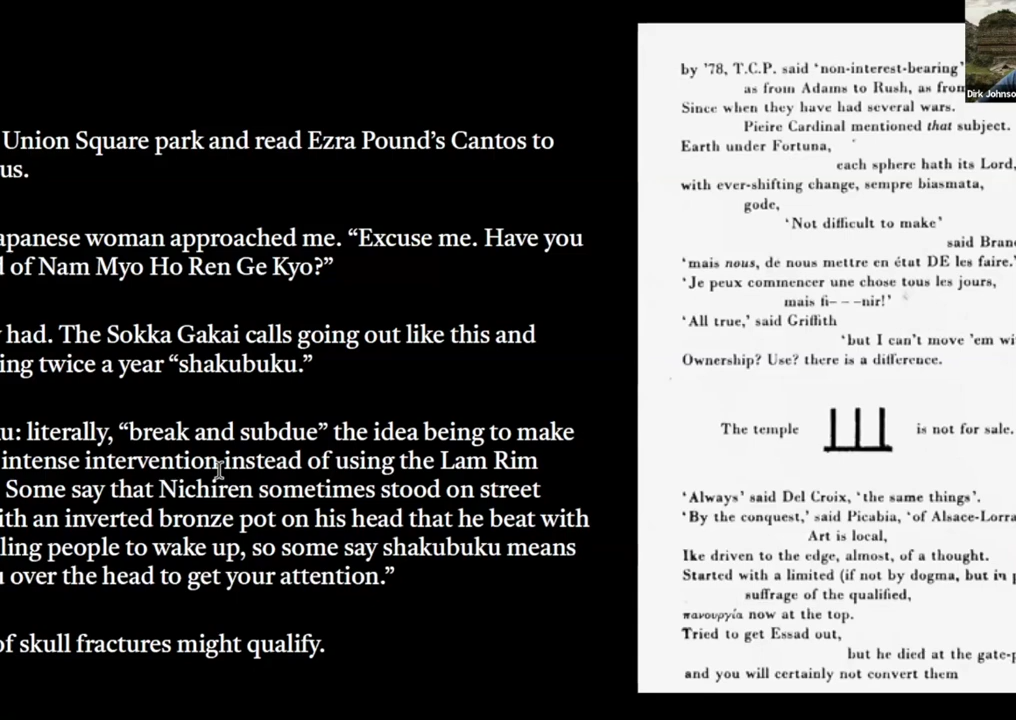 Union Square park and read Ezra Pound’s Cantos to
us.
apanese woman approached me. “Excuse me. Have you
d of Nam Myo Ho Ren Ge Kyo?”
y had. The Sokka Gakai calls going out like this and
ing twice a year “shakubuku.”
u: literally, “break and subdue” the idea being to make
intense intervention instead of using the Lam Rim
Some say that Nichiren sometimes stood on street
ith an inverted bronze pot on his head that he beat with
ling people to wake up, so some say shakubuku means
u over the head to get your attention.”
of skull fractures might qualify.
by ’78, T.C.P. said ‘non-interest-bearing’
as from Adams to Rush, as from
Since when they have had several wars.
Pieire Cardinal mentioned that subject.
Earth under Fortuna,
each sphere hath its Lord,
with ever-shifting change, sempre biasmata,
gode,
‘Not difficult to make’
said Bran
‘mais nous, de nous mettre en état DE les faire.’
‘Je peux commencer une chose tous les jours,
mais fi- - -nir!’
‘All true,’ said Griffith
‘but I can’t move ’em wi
Ownership? Use? there is a difference.
The temple is not for sale.
‘Always’ said Del Croix, ‘the same things’.
‘By the conquest,’ said Picabia, ‘of Alsace-Lorra
Art is local,
Ike driven to the edge, almost, of a thought.
Started with a limited (if not by dogma, but in p
suffrage of the qualified,
πανουργία now at the top.
Tried to get Essad out,
but he died at the gate-p
and you will certainly not convert them
Dirk Johnso